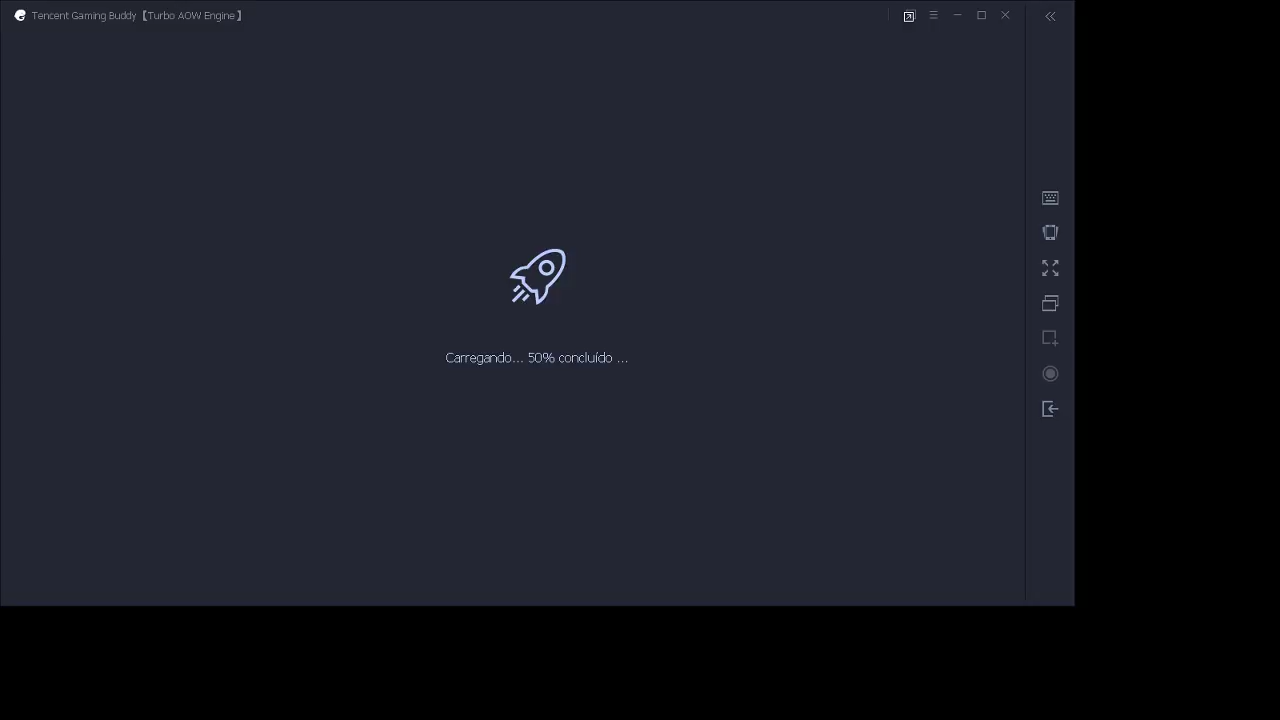 Tencent Gaming Buddy【Turbo AOW Engine】
Carregando... 50% concluído ...